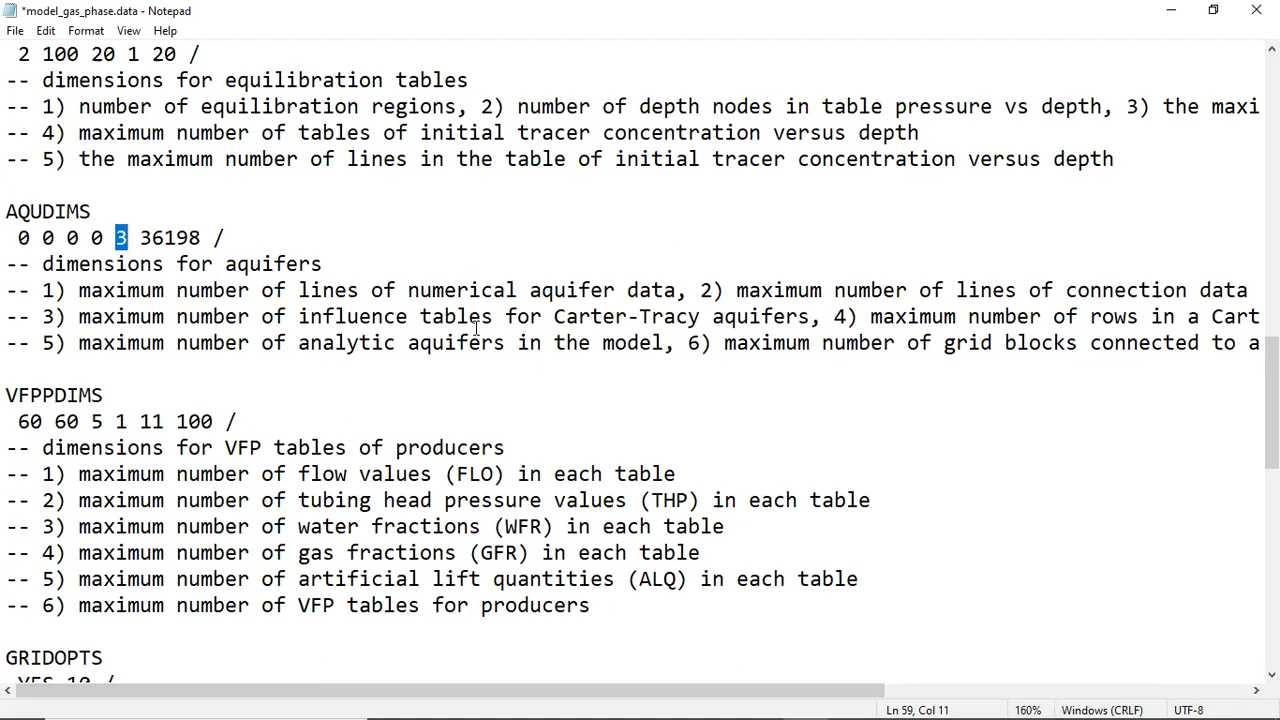 *model_gas_phase.data - Notepad
File Edit Format View Help
2 100 20 1 20 /
-- dimensions for equilibration tables
-- 1) number of equilibration regions, 2) number of depth nodes in table pressure vs depth, 3) the maxi
-- 4) maximum number of tables of initial tracer concentration versus depth
-- 5) the maximum number of lines in the table of initial tracer concentration versus depth
AQUDIMS
0 0 0 0 3 36198 /
-- dimensions for aquifers
-- 1) maximum number of lines of numerical aquifer data, 2) maximum number of lines of connection data
-- 3) maximum number of influence tables for Carter-Tracy aquifers, 4) maximum number of rows in a Cart
-- 5) maximum number of analytic aquifers in the model, 6) maximum number of grid blocks connected to a
VFPPDIMS
60 60 5 1 11 100 /
-- dimensions for VFP tables of producers
-- 1) maximum number of flow values (FLO) in each table
-- 2) maximum number of tubing head pressure values (THP) in each table
-- 3) maximum number of water fractions (WFR) in each table
-- 4) maximum number of gas fractions (GFR) in each table
-- 5) maximum number of artificial lift quantities (ALQ) in each table
-- 6) maximum number of VFP tables for producers
GRIDOPTS
YES 10 /
Ln 59, Col 11 160% Windows (CRLF) UTF-8